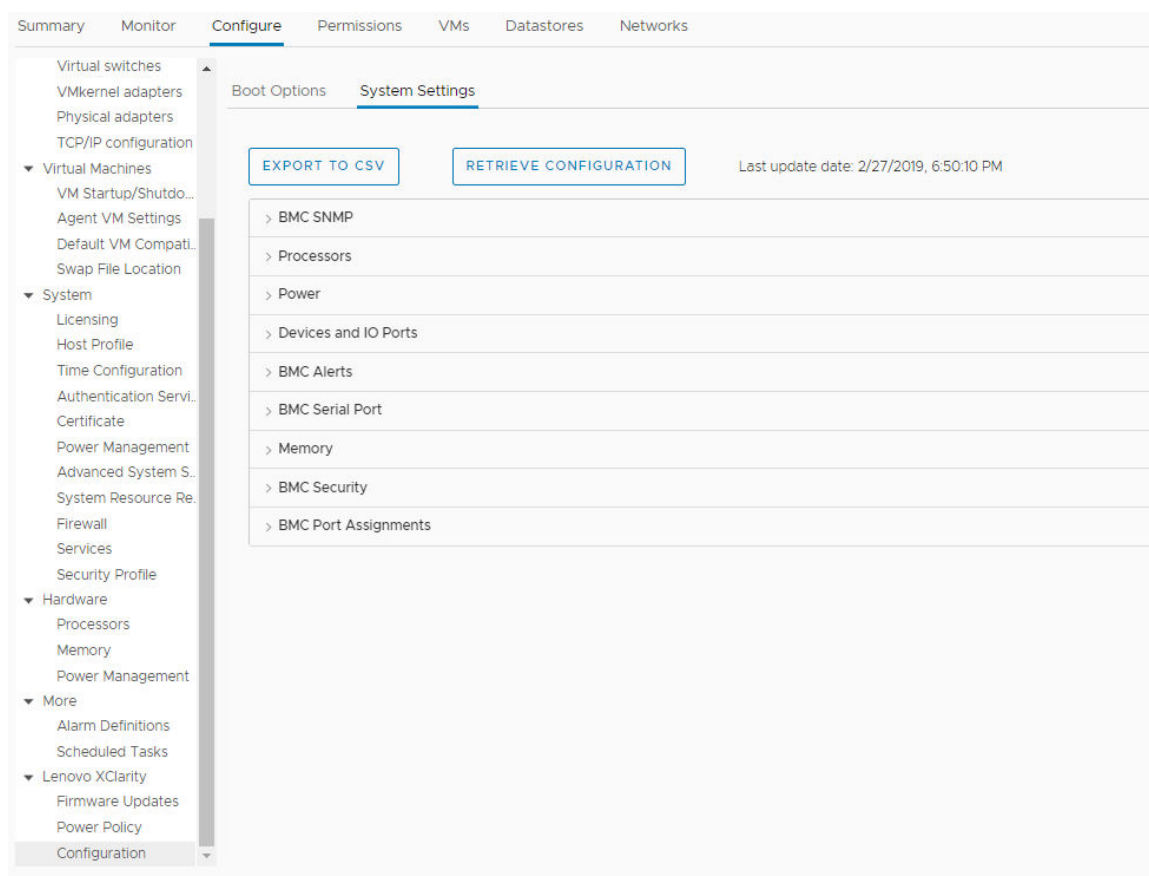 Summary Monitor Configure Permissions VMs Datastores Networks
Virtual switches
VMkernel adapters
Physical adapters
TCP/IP configuration
Virtual Machines
VM Startup/Shutdo...
Agent VM Settings
Default VM Compati..
Swap File Location
System
Licensing
Host Profile
Time Configuration
Authentication Servi..
Certificate
Power Management
Advanced System S..
System Resource Re.
Firewall
Services
Security Profile
Hardware
Processors
Memory
Power Management
More
Alarm Definitions
Scheduled Tasks
Lenovo XClarity
Firmware Updates
Power Policy
Configuration
Boot Options System Settings
EXPORT TO CSV RETRIEVE CONFIGURATION Last update date: 2/27/2019, 6:50:10 PM
BMC SNMP
Processors
Power
Devices and IO Ports
BMC Alerts
BMC Serial Port
Memory
BMC Security
BMC Port Assignments